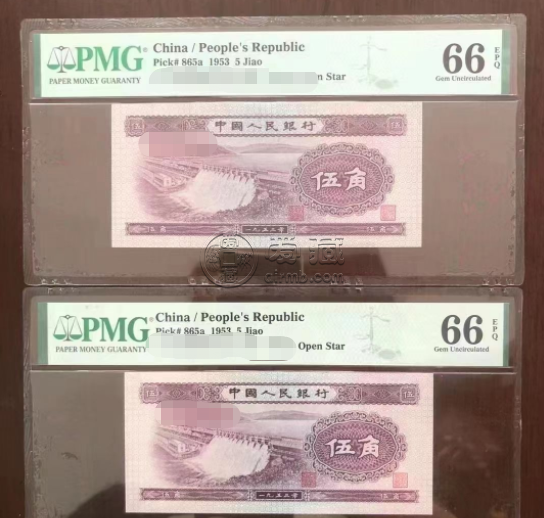 PMG
PAPER MONEY GUARANTY
China / People's Republic
Pick# 865a 1953 5 Jiao
Star
66 EPQ
Gem Uncirculated
中國人民銀行
伍角
一九五三年
PMG
PAPER MONEY GUARANTY
China / People's Republic
Pick# 865a 1953 5 Jiao
Open Star
66 EPQ
Gem Uncirculated
中國人民銀行
伍角
一九五三年